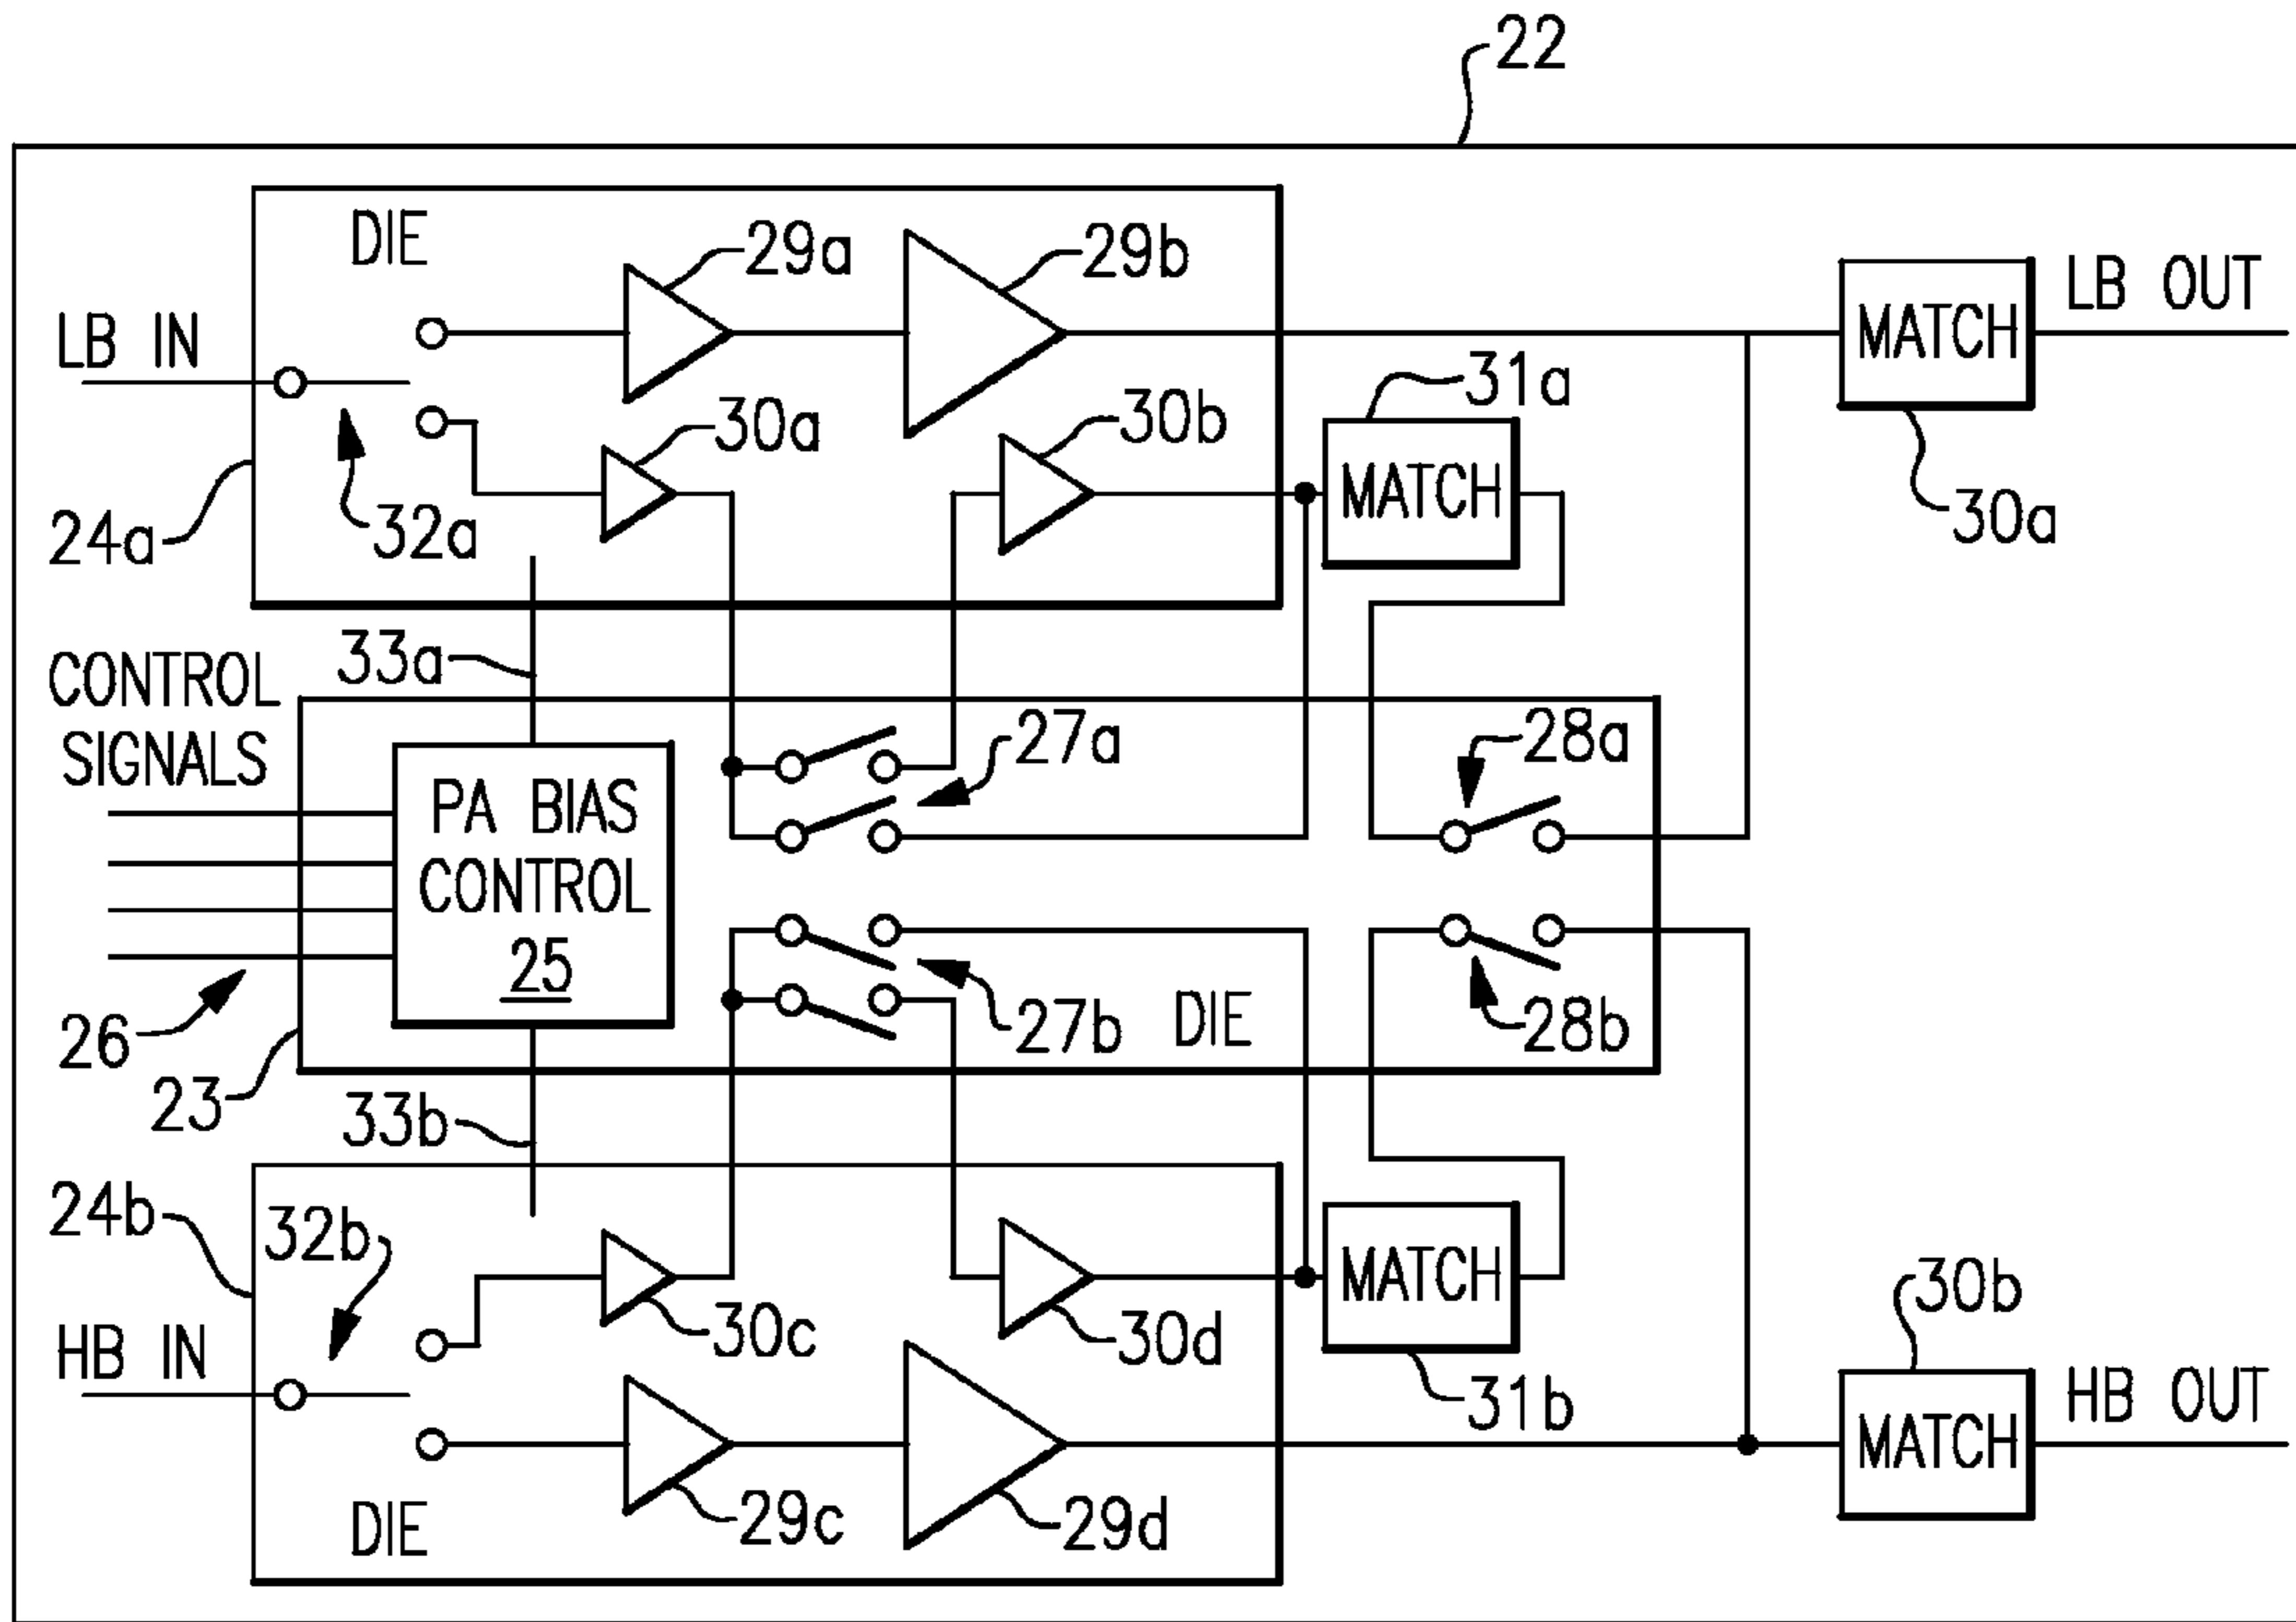 22
DIE
29a
29b
LB IN
LB OUT
MATCH
30a
24a
32a
30a
30b
31a
MATCH
33a
CONTROL
SIGNALS
PA BIAS
CONTROL
25
27a
28a
26
23
27b
DIE
28b
33b
24b
32b
HB IN
30c
30d
MATCH
31b
30b
HB OUT
MATCH
29c
29d
DIE